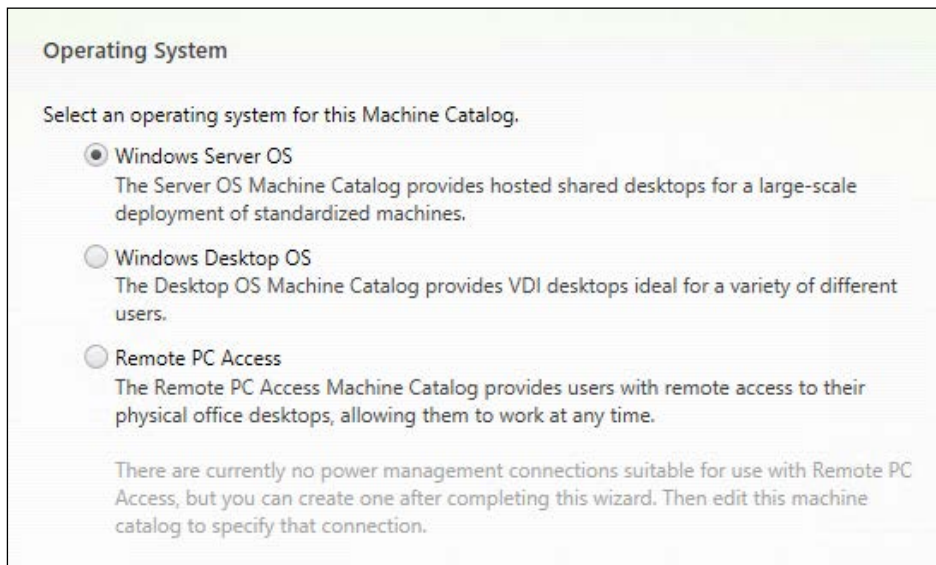 Operating System
Select an operating system for this Machine Catalog.
Windows Server OS
The Server OS Machine Catalog provides hosted shared desktops for a large-scale
deployment of standardized machines.
Windows Desktop OS
The Desktop OS Machine Catalog provides VDI desktops ideal for a variety of different
users.
Remote PC Access
The Remote PC Access Machine Catalog provides users with remote access to their
physical office desktops, allowing them to work at any time.
There are currently no power management connections suitable for use with Remote PC
Access, but you can create one after completing this wizard. Then edit this machine
catalog to specify that connection.